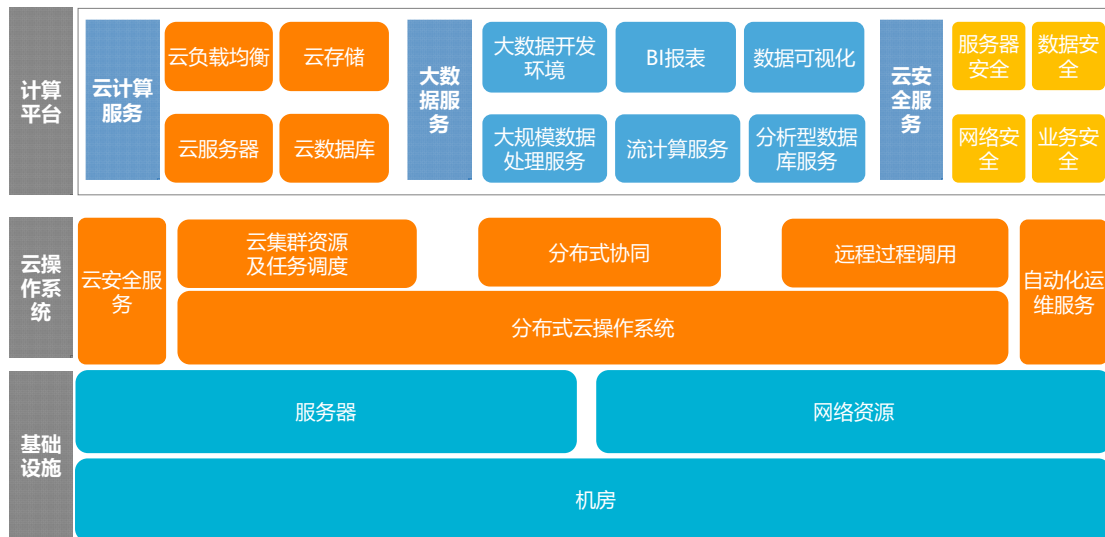 计算
平台
云计算
服务
云负载均衡
云存储
云服务器
云数据库
大数
据服
务
大数据开发
环境
BI报表
数据可视化
大规模数据
处理服务
流计算服务
分析型数据
库服务
云安
全服
务
服务器
安全
数据安
全
网络安
全
业务安
全
云操
作系
统
云安全服
务
云集群资源
及任务调度
分布式协同
远程过程调用
分布式云操作系统
自动化运
维服务
基础
设施
服务器
网络资源
机房